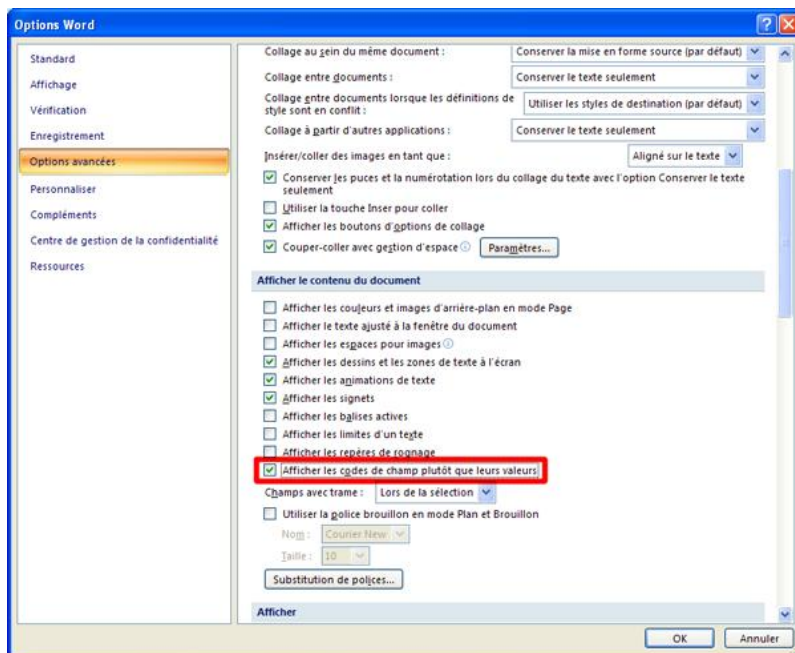 Options Word
Standard
Affichage
Vérification
Enregistrement
Options avancées
Personnaliser
Compléments
Centre de gestion de la confidentialité
Ressources
Collage au sein du même document : Conserver la mise en forme source (par défaut)
Collage entre documents : Conserver le texte seulement
Collage entre documents lorsque les définitions de
style sont en conflit : Utiliser les styles de destination (par défaut)
Collage à partir d'autres applications : Conserver le texte seulement
Insérer/coller des images en tant que : Aligné sur le texte
Conserver les puces et la numérotation lors du collage du texte avec l'option Conserver le texte
seulement
Utiliser la touche Inser pour coller
Afficher les boutons d'options de collage
Couper-coller avec gestion d'espace Paramètres...
Afficher le contenu du document
Afficher les couleurs et images d'arrière-plan en mode Page
Afficher le texte ajusté à la fenêtre du document
Afficher les espaces pour images
Afficher les dessins et les zones de texte à l'écran
Afficher les animations de texte
Afficher les signets
Afficher les balises actives
Afficher les limites d'un texte
Afficher les repères de rognage
Afficher les codes de champ plutôt que leurs valeurs
Champs avec trame : Lors de la sélection
Utiliser la police brouillon en mode Plan et Brouillon
Nom : Courier New
Taille : 10
Substitution de polices...
Afficher
OK Annuler